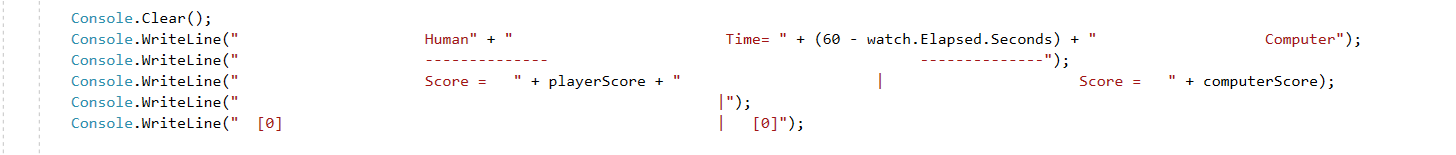 Console.Clear();
Console.WriteLine("                     Human" + "                        Time= " + (60 - watch.Elapsed.Seconds) + "                   Computer");
Console.WriteLine("                     --------------                                          --------------");
Console.WriteLine("                     Score =   " + playerScore + "                      |                      Score =   " + computerScore);
Console.WriteLine("                                                      |");
Console.WriteLine("  [0]                                                 |   [0]");